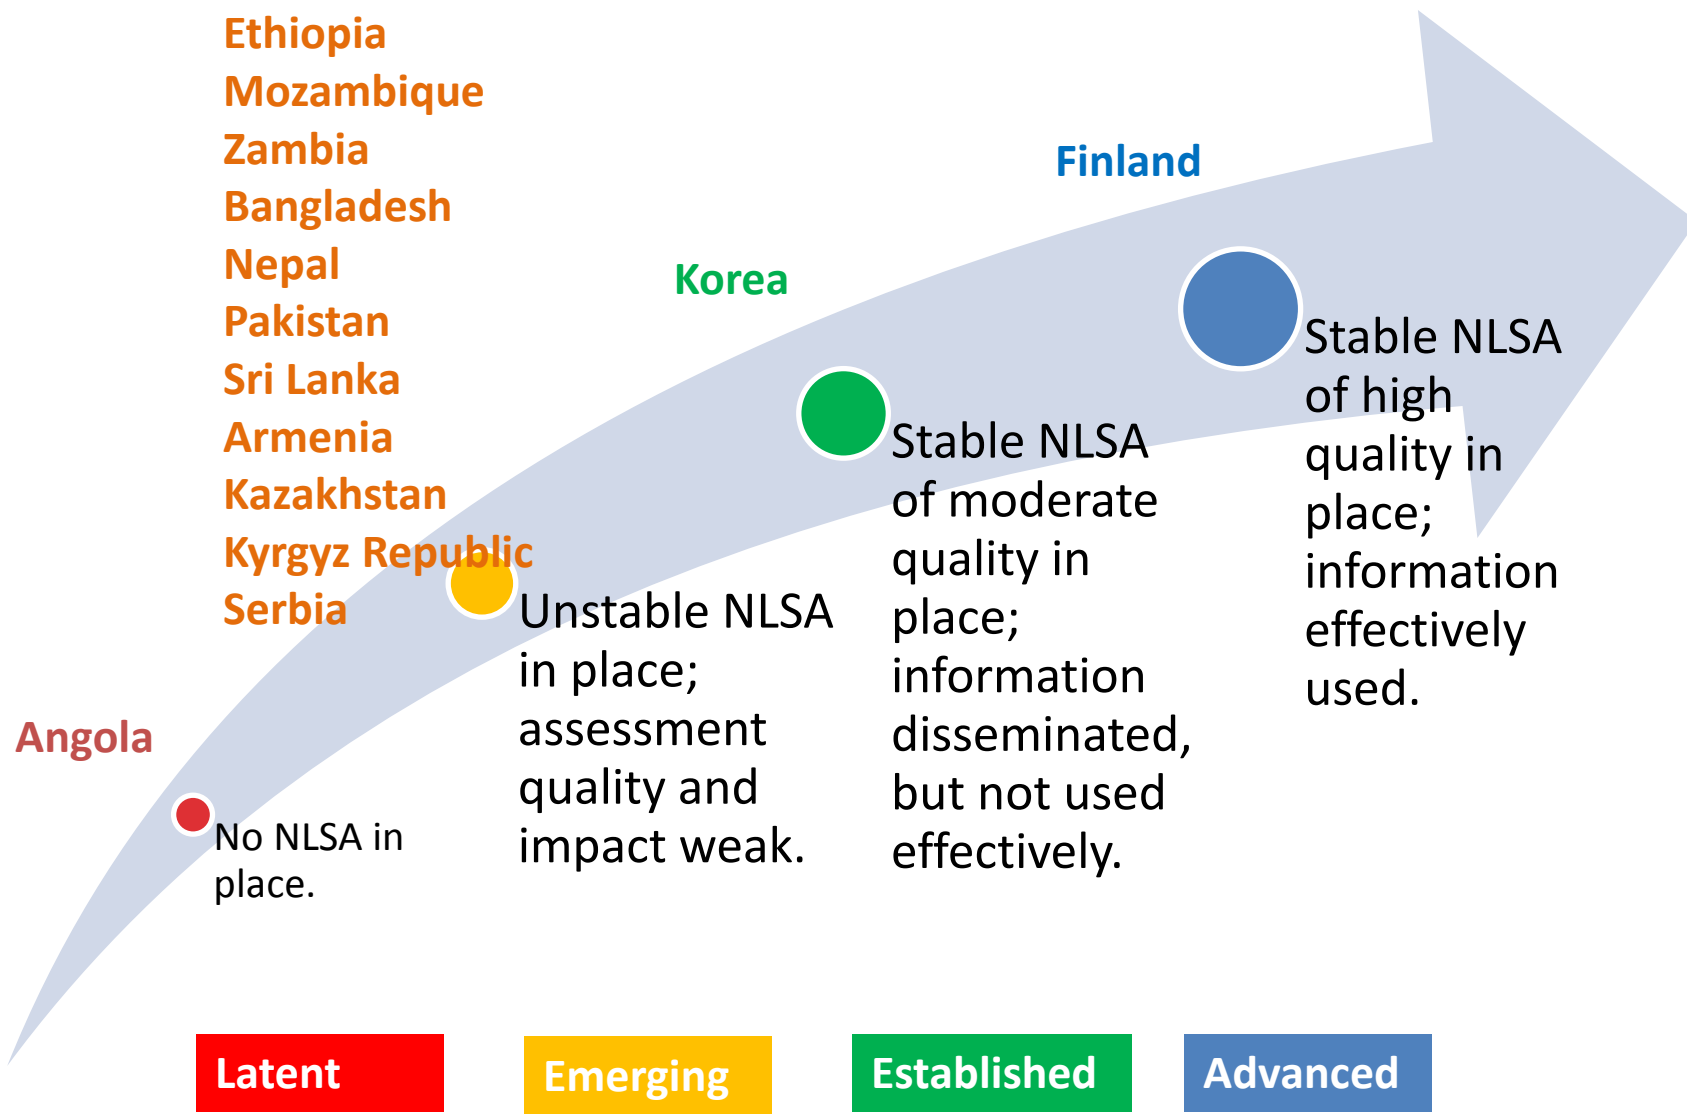 Ethiopia
Mozambique
Zambia
Bangladesh
Nepal
Pakistan
Sri Lanka
Armenia
Kazakhstan
Kyrgyz Republic
Serbia
Angola
Korea
Finland
No NLSA in
place.
Unstable NLSA
in place;
assessment
quality and
impact weak.
Stable NLSA
of moderate
quality in
place;
information
disseminated,
but not used
effectively.
Stable NLSA
of high
quality in
place;
information
effectively
used.
Latent
Emerging
Established
Advanced